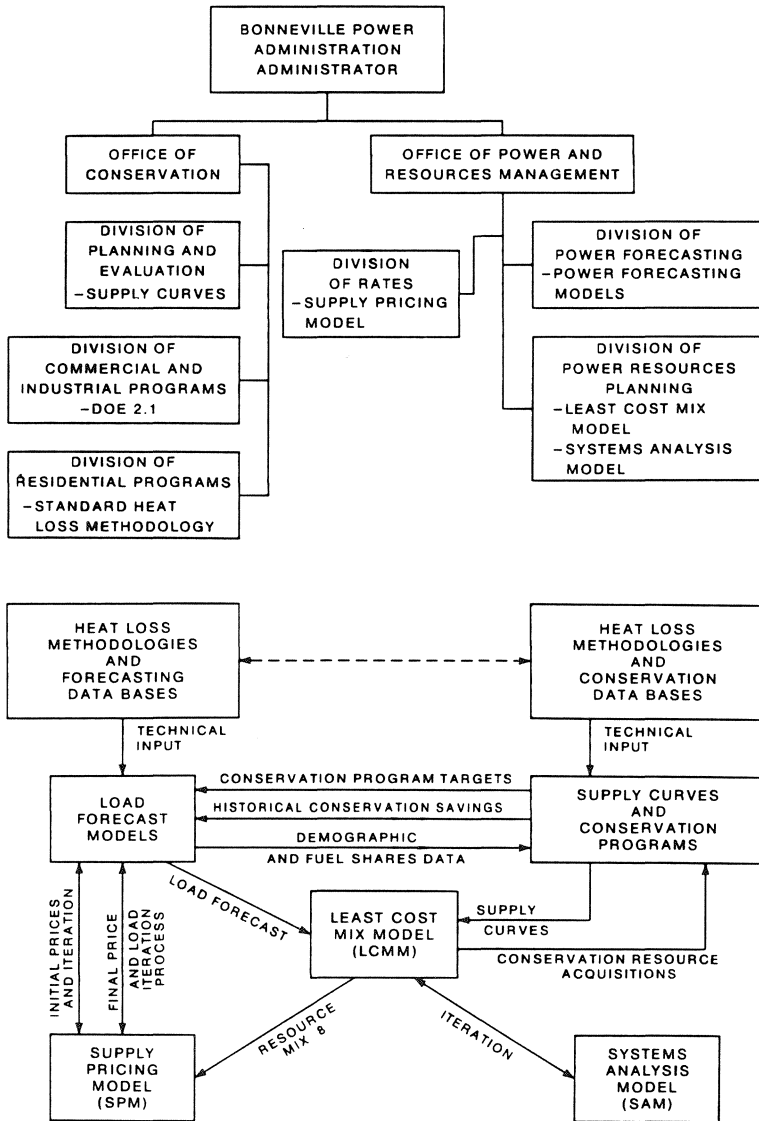 BONNEVILLE POWER
ADMINISTRATION
ADMINISTRATOR
OFFICE OF
CONSERVATION
OFFICE OF POWER AND
RESOURCES MANAGEMENT
DIVISION OF
PLANNING AND
EVALUATION
-SUPPLY CURVES
DIVISION
OF RATES
-SUPPLY PRICING
MODEL
DIVISION OF
POWER FORECASTING
-POWER FORECASTING
MODELS
DIVISION OF
COMMERCIAL AND
INDUSTRIAL PROGRAMS
-DOE 2.1
DIVISION OF
POWER RESOURCES
PLANNING
-LEAST COST MIX
MODEL
-SYSTEMS ANALYSIS
MODEL
DIVISION OF
RESIDENTIAL PROGRAMS
-STANDARD HEAT
LOSS METHODOLOGY
HEAT LOSS
METHODOLOGIES
AND
FORECASTING
DATA BASES
HEAT LOSS
METHODOLOGIES
AND
CONSERVATION
DATA BASES
TECHNICAL
INPUT
TECHNICAL
INPUT
LOAD
FORECAST
MODELS
CONSERVATION PROGRAM TARGETS
HISTORICAL CONSERVATION SAVINGS
DEMOGRAPHIC
AND FUEL SHARES DATA
SUPPLY CURVES
AND
CONSERVATION
PROGRAMS
INITIAL PRICES
AND ITERATION
FINAL PRICE
AND LOAD
ITERATION
PROCESS
LOAD FORECAST
LEAST COST
MIX MODEL
(LCMM)
SUPPLY
CURVES
CONSERVATION RESOURCE
ACQUISITIONS
RESOURCE
MIX 8
ITERATION
SUPPLY
PRICING
MODEL
(SPM)
SYSTEMS
ANALYSIS
MODEL
(SAM)